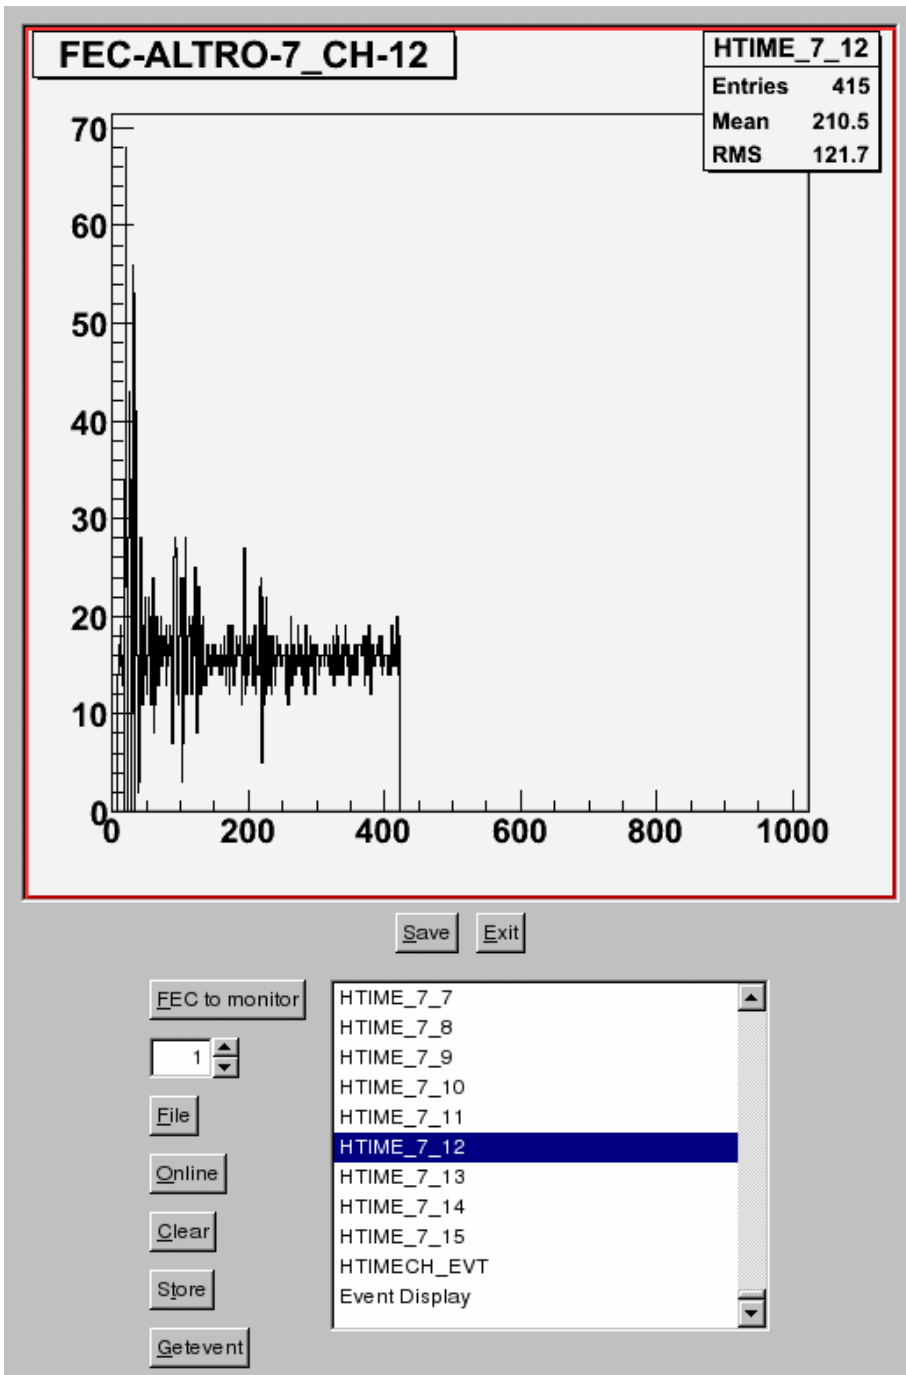 FEC-ALTRO-7_CH-12
HTIME_7_12
Entries 415
Mean 210.5
RMS 121.7
70
60
50
40
30
20
10
0
0 200 400 600 800 1000
Save Exit
FEC to monitor
1
File
Online
Clear
Store
Getevent
HTIME_7_7
HTIME_7_8
HTIME_7_9
HTIME_7_10
HTIME_7_11
HTIME_7_12
HTIME_7_13
HTIME_7_14
HTIME_7_15
HTIMECH_EVT
Event Display